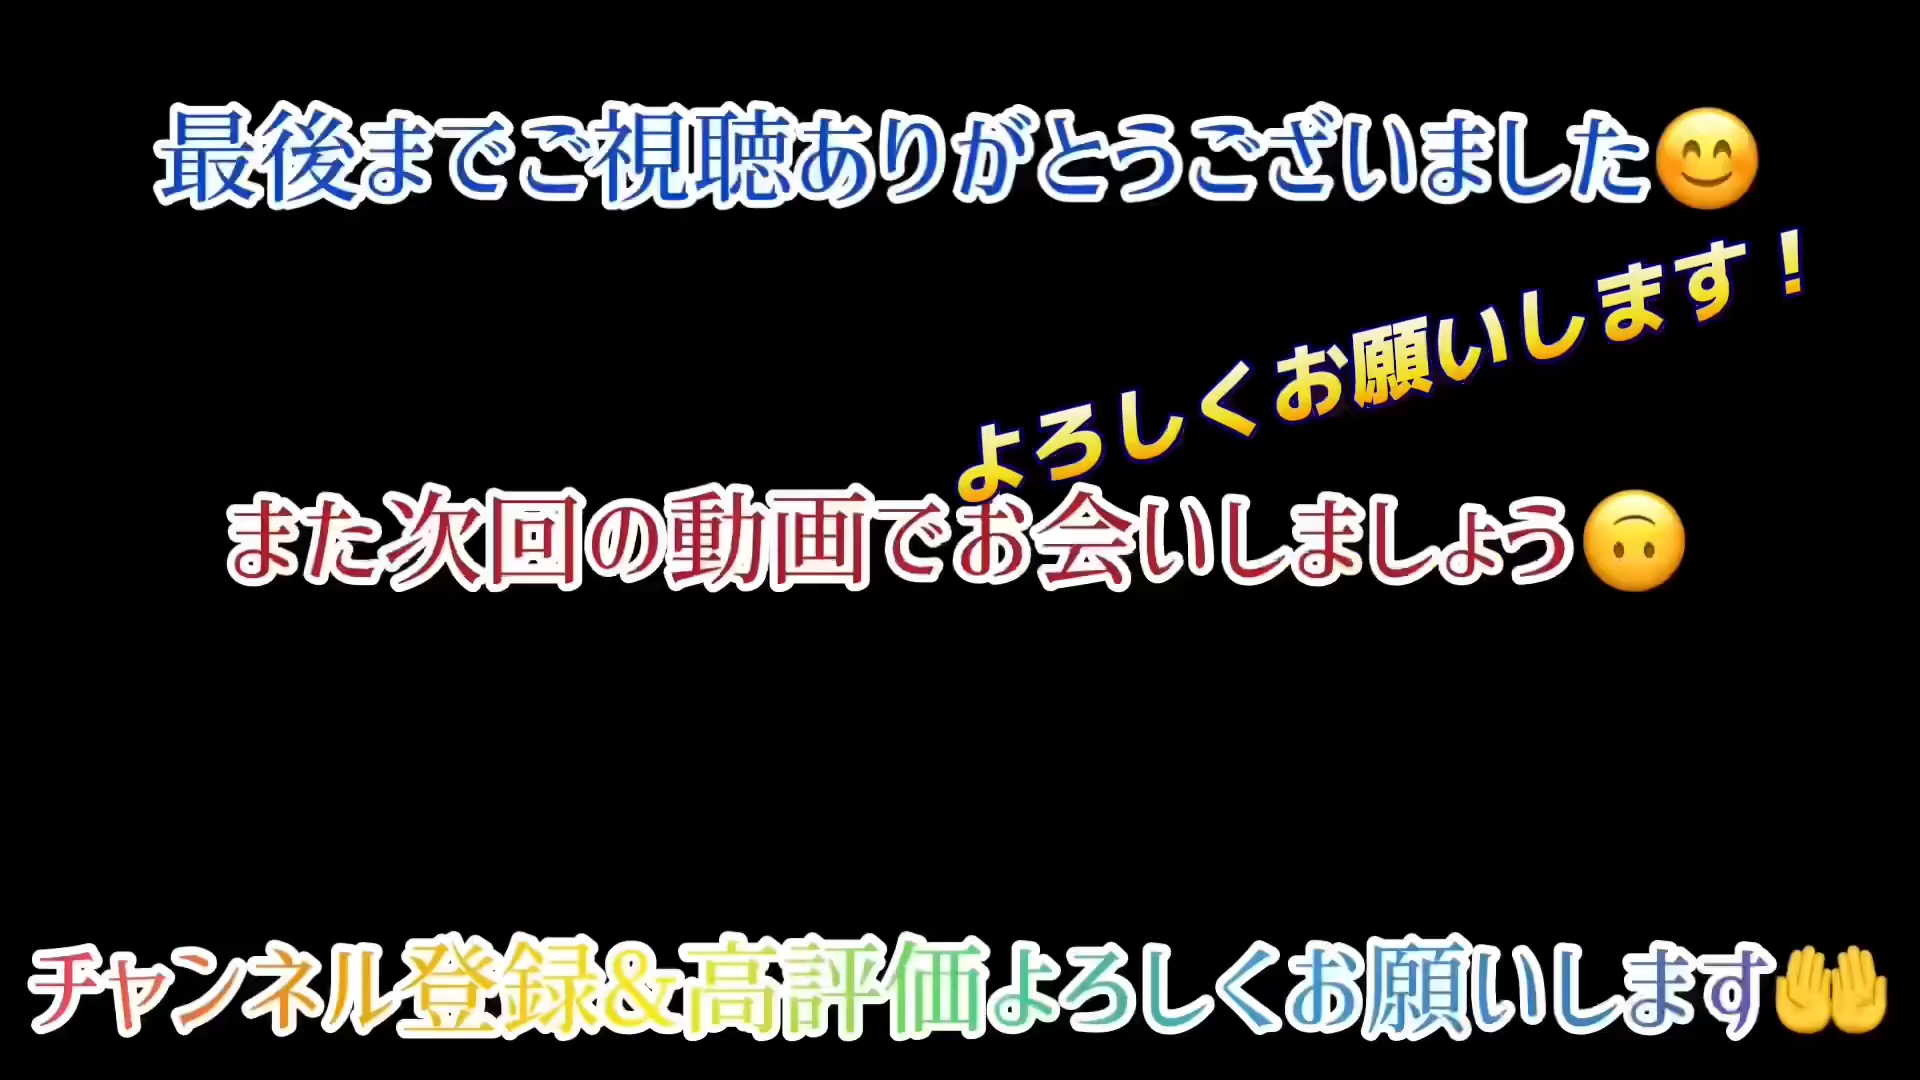 最後までご視聴ありがとうございました😊
よろしくお願いします！
また次回の動画でお会いしましょう🙃
チャンネル登録&高評価よろしくお願いします🤲